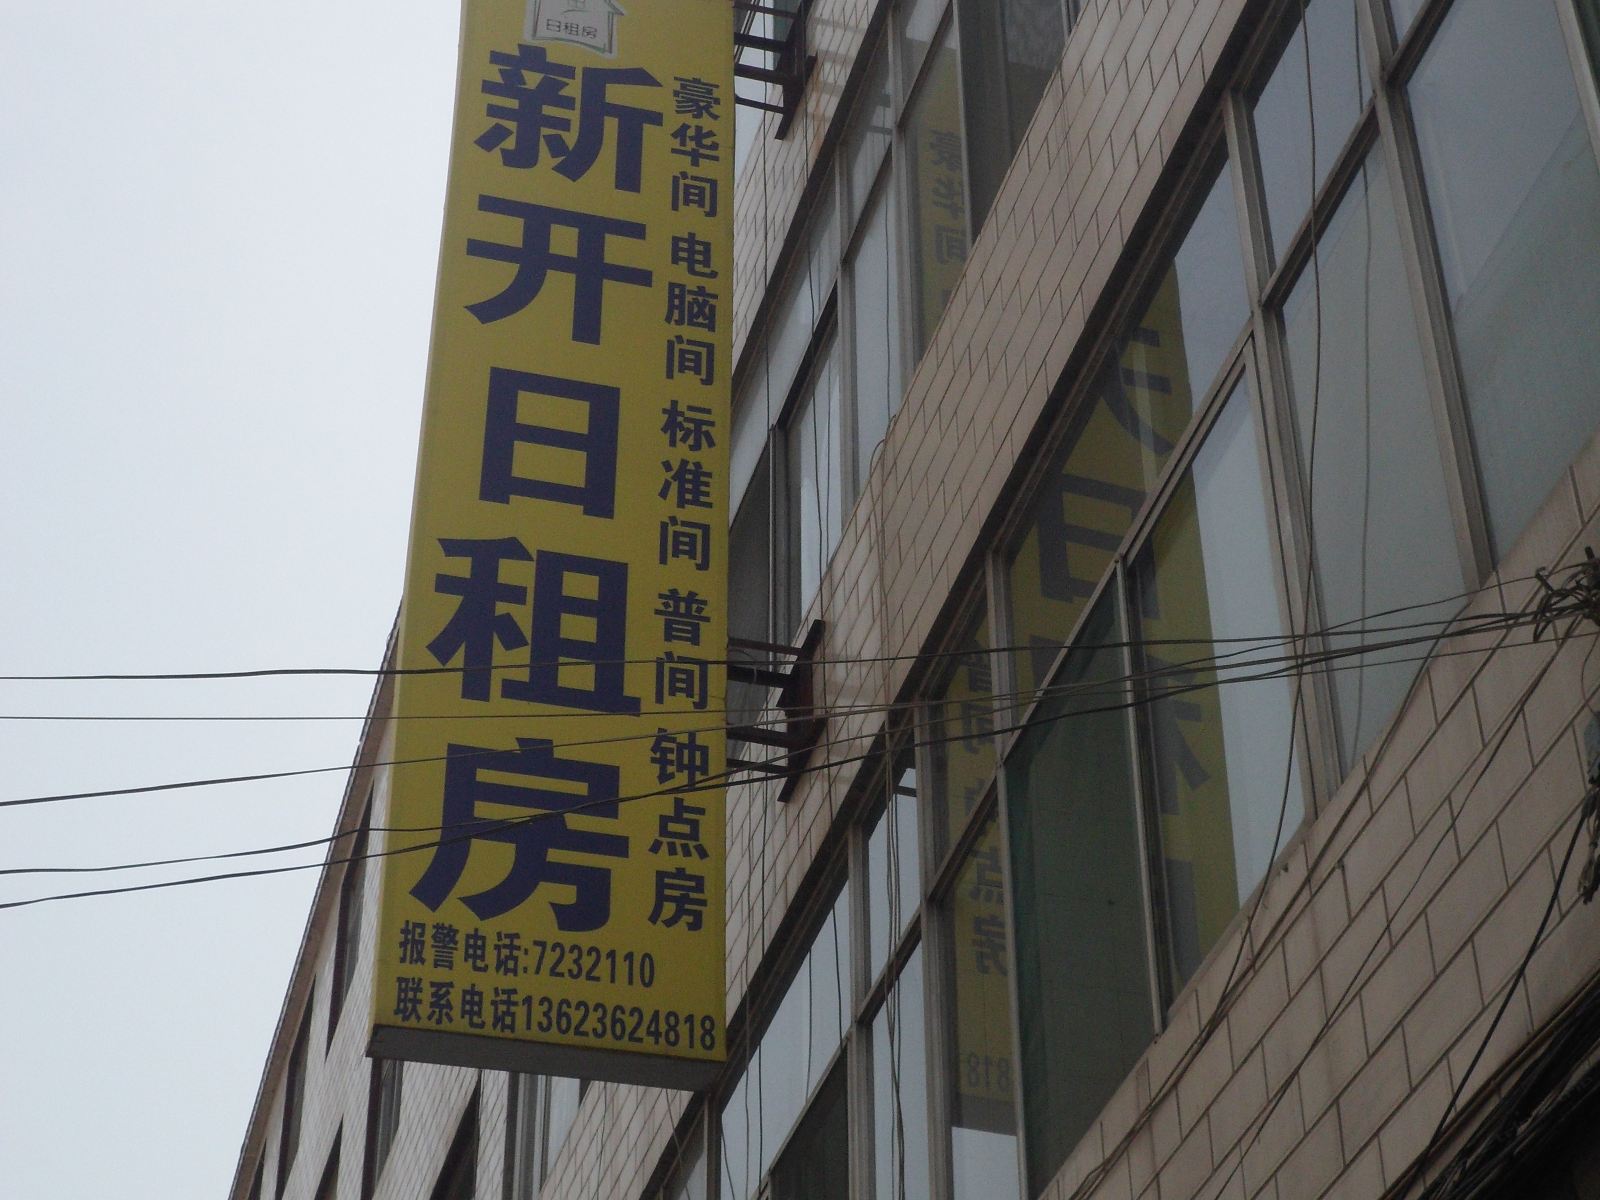 日租房
新开日租房
豪华间 电脑间 标准间 普间 钟点房
报警电话:7232110
联系电话13623624818